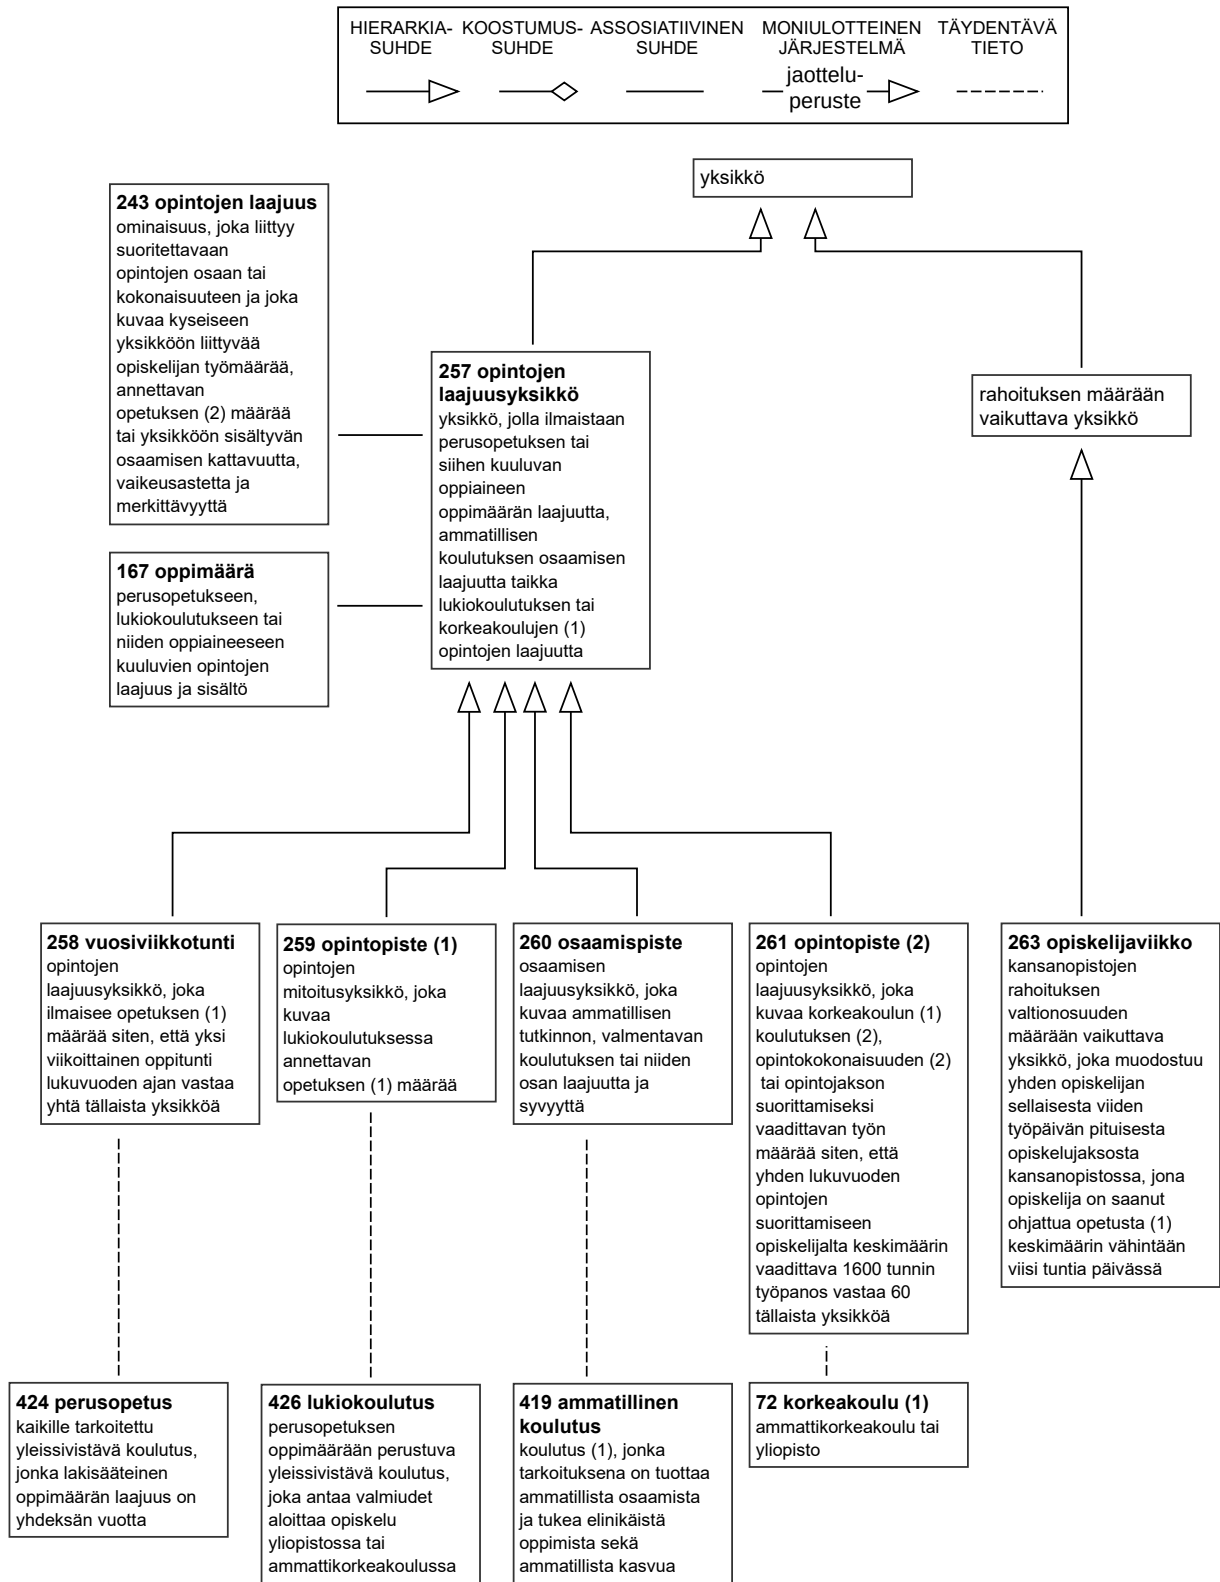 HIERARKIA-
SUHDE
KOOSTUMUS-
SUHDE
ASSOSIATIIVINEN
SUHDE
MONIULOTTEINEN
JÄRJESTELMÄ
TÄYDENTÄVÄ
TIETO
jaottelu-
peruste
yksikkö
243 opintojen laajuus
ominaisuus, joka liittyy
suoritettavaan
opintojen osaan tai
kokonaisuuteen ja joka
kuvaa kyseiseen
yksikköön liittyvää
opiskelijan työmäärää,
annettavan
opetuksen (2) määrää
tai yksikköön sisältyvän
osaamisen kattavuutta,
vaikeusastetta ja
merkittävyyttä
257 opintojen
laajuusyksikkö
yksikkö, jolla ilmaistaan
perusopetuksen tai
siihen kuuluvan
oppiaineen
oppimäärän laajuutta,
ammatillisen
koulutuksen osaamisen
laajuutta taikka
lukiokoulutuksen tai
korkeakoulujen (1)
opintojen laajuutta
rahoituksen määrään
vaikuttava yksikkö
167 oppimäärä
perusopetukseen,
lukiokoulutukseen tai
niiden oppiaineeseen
kuuluvien opintojen
laajuus ja sisältö
258 vuosiviikkotunti
opintojen
laajuusyksikkö, joka
ilmaisee opetuksen (1)
määrää siten, että yksi
viikoittainen oppitunti
lukuvuoden ajan vastaa
yhtä tällaista yksikköä
259 opintopiste (1)
opintojen
mitoitusyksikkö, joka
kuvaa
lukiokoulutuksessa
annettavan
opetuksen (1) määrää
260 osaamispiste
osaamisen
laajuusyksikkö, joka
kuvaa ammatillisen
tutkinnon, valmentavan
koulutuksen tai niiden
osan laajuutta ja
syvyyttä
261 opintopiste (2)
opintojen
laajuusyksikkö, joka
kuvaa korkeakoulun (1)
koulutuksen (2),
opintokokonaisuuden (2)
tai opintojakson
suorittamiseksi
vaadittavan työn
määrää siten, että
yhden lukuvuoden
opintojen
suorittamiseen
opiskelijalta keskimäärin
vaadittava 1600 tunnin
työpanos vastaa 60
tällaista yksikköä
263 opiskelijaviikko
kansanopistojen
rahoituksen
valtionosuuden
määrään vaikuttava
yksikkö, joka muodostuu
yhden opiskelijan
sellaisesta viiden
työpäivän pituisesta
opiskelujaksosta
kansanopistossa, jona
opiskelija on saanut
ohjattua opetusta (1)
keskimäärin vähintään
viisi tuntia päivässä
424 perusopetus
kaikille tarkoitettu
yleissivistävä koulutus,
jonka lakisääteinen
oppimäärän laajuus on
yhdeksän vuotta
426 lukiokoulutus
perusopetuksen
oppimäärään perustuva
yleissivistävä koulutus,
joka antaa valmiudet
aloittaa opiskelu
yliopistossa tai
ammattikorkeakoulussa
419 ammatillinen
koulutus
koulutus (1), jonka
tarkoituksena on tuottaa
ammatillista osaamista
ja tukea elinikäistä
oppimista sekä
ammatillista kasvua
72 korkeakoulu (1)
ammattikorkeakoulu tai
yliopisto